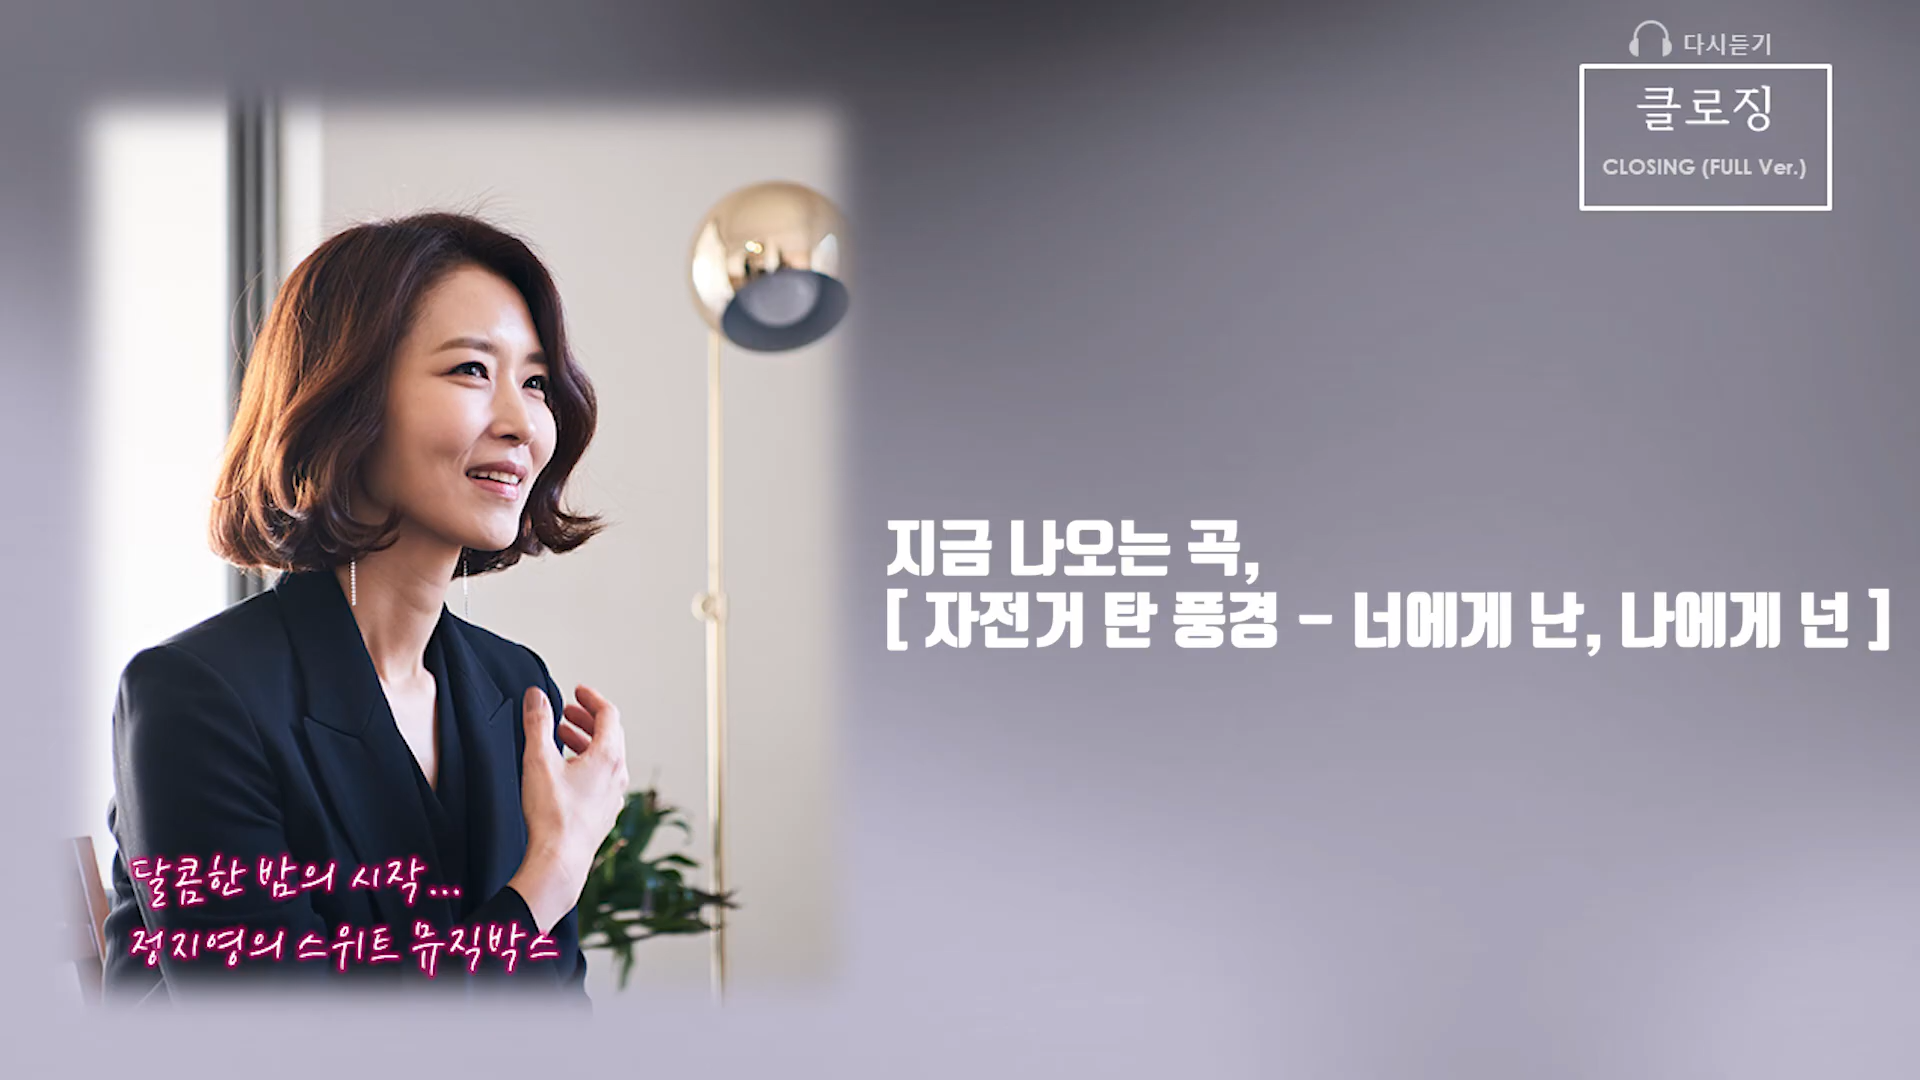 다시듣기
클로징
CLOSING (FULL Ver.)
지금 나오는 곡,
[ 자전거 탄 풍경 - 너에게 난, 나에게 넌 ]
달콤한 밤의 시작...
정지영의 스위트 뮤직박스